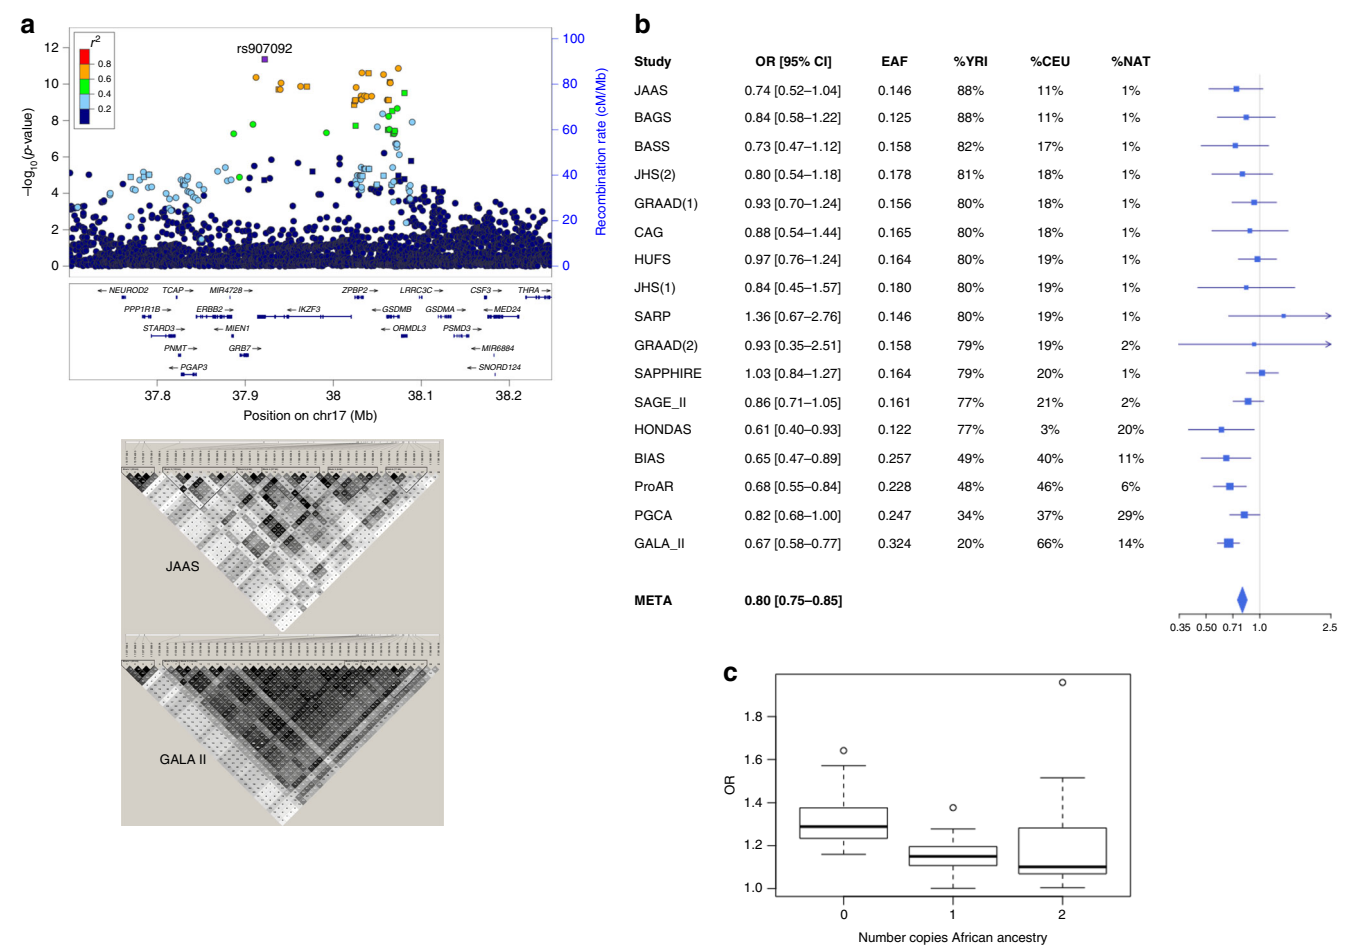 a
r²
0.8
0.6
0.4
0.2
rs907092
12
10
8
6
4
2
0
–log10(p-value)
100
80
60
40
20
0
Recombination rate (cM/Mb)
← NEUROD2
TCAP →
MIR4728 →
ZPBP2 →
LRRC3C →
CSF3 →
THRA →
PPP1R1B →
ERBB2 →
IKZF3
← GSDMB
GSDMA →
← MED24
STARD3 →
← MIEN1
← ORMDL3
PSMD3 →
PNMT →
GRB7 →
← MIR6884
← PGAP3
← SNORD124
37.8
37.9
38
38.1
38.2
Position on chr17 (Mb)
JAAS
GALA II
b
Study OR [95% CI] EAF %YRI %CEU %NAT
JAAS 0.74 [0.52–1.04] 0.146 88% 11% 1%
BAGS 0.84 [0.58–1.22] 0.125 88% 11% 1%
BASS 0.73 [0.47–1.12] 0.158 82% 17% 1%
JHS(2) 0.80 [0.54–1.18] 0.178 81% 18% 1%
GRAAD(1) 0.93 [0.70–1.24] 0.156 80% 18% 1%
CAG 0.88 [0.54–1.44] 0.165 80% 18% 1%
HUFS 0.97 [0.76–1.24] 0.164 80% 19% 1%
JHS(1) 0.84 [0.45–1.57] 0.180 80% 19% 1%
SARP 1.36 [0.67–2.76] 0.146 80% 19% 1%
GRAAD(2) 0.93 [0.35–2.51] 0.158 79% 19% 2%
SAPPHIRE 1.03 [0.84–1.27] 0.164 79% 20% 1%
SAGE_II 0.86 [0.71–1.05] 0.161 77% 21% 2%
HONDAS 0.61 [0.40–0.93] 0.122 77% 3% 20%
BIAS 0.65 [0.47–0.89] 0.257 49% 40% 11%
ProAR 0.68 [0.55–0.84] 0.228 48% 46% 6%
PGCA 0.82 [0.68–1.00] 0.247 34% 37% 29%
GALA_II 0.67 [0.58–0.77] 0.324 20% 66% 14%
META 0.80 [0.75–0.85]
0.35 0.50 0.71 1.0 2.5
c
1.8
1.6
1.4
1.2
1.0
OR
0 1 2
Number copies African ancestry